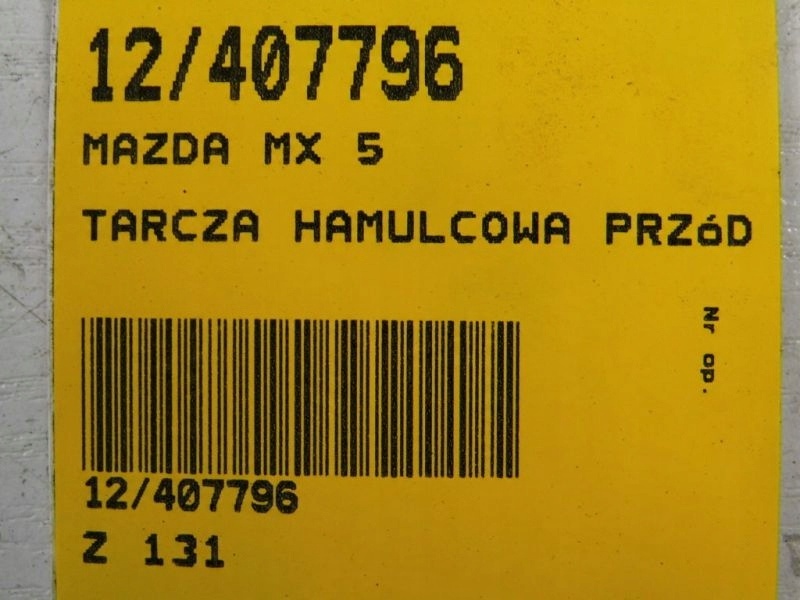 12/407796
MAZDA MX 5
TARCZA HAMULCOWA PRZóD
Nr op.
12/407796
Z 131